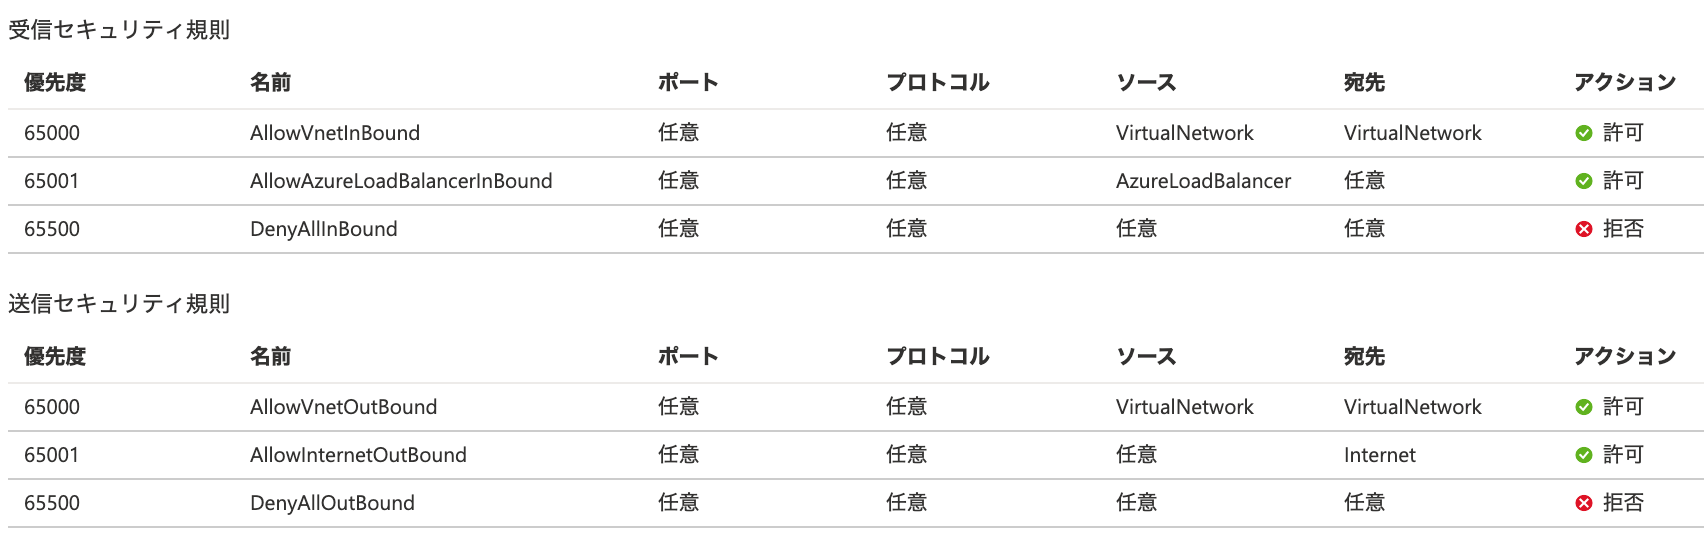 受信セキュリティ規則
優先度 名前 ポート プロトコル ソース 宛先 アクション
65000 AllowVnetInBound 任意 任意 VirtualNetwork VirtualNetwork 許可
65001 AllowAzureLoadBalancerInBound 任意 任意 AzureLoadBalancer 任意 許可
65500 DenyAllInBound 任意 任意 任意 任意 拒否
送信セキュリティ規則
優先度 名前 ポート プロトコル ソース 宛先 アクション
65000 AllowVnetOutBound 任意 任意 VirtualNetwork VirtualNetwork 許可
65001 AllowInternetOutBound 任意 任意 任意 Internet 許可
65500 DenyAllOutBound 任意 任意 任意 任意 拒否